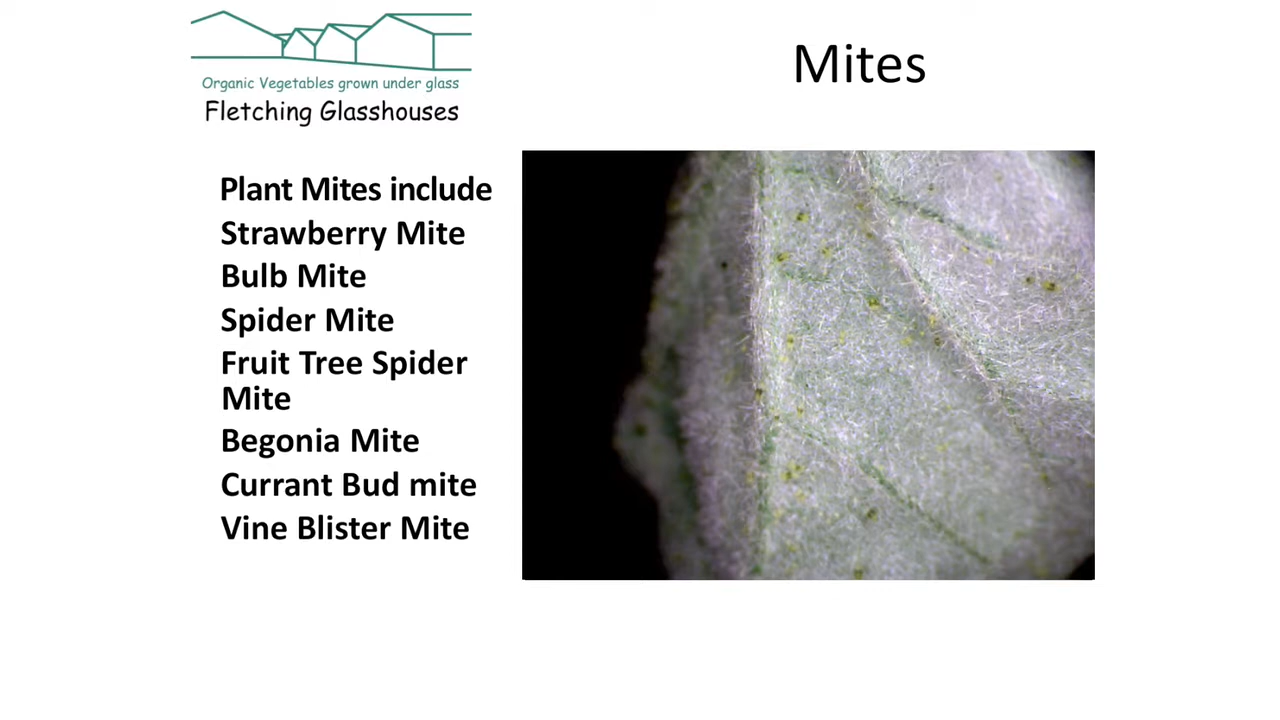 Organic Vegetables grown under glass
Fletching Glasshouses
Mites
Plant Mites include
Strawberry Mite
Bulb Mite
Spider Mite
Fruit Tree Spider
Mite
Begonia Mite
Currant Bud mite
Vine Blister Mite